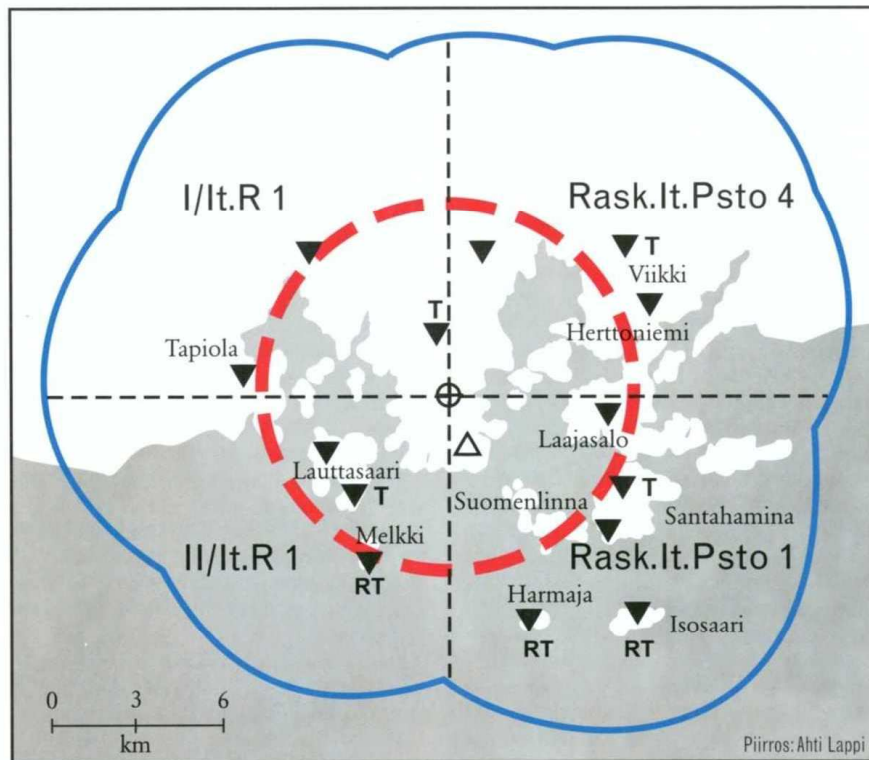 I/It.R 1
Rask.It.Psto 4
T
Viikki
T
Herttoniemi
Tapiola
Laajasalo
Lauttasaari
T
T
Suomenlinna
Santahamina
Melkki
II/It.R 1
Rask.It.Psto 1
RT
Harmaja
Isosaari
RT
RT
0 3 6
km
Piirros: Ahti Lappi